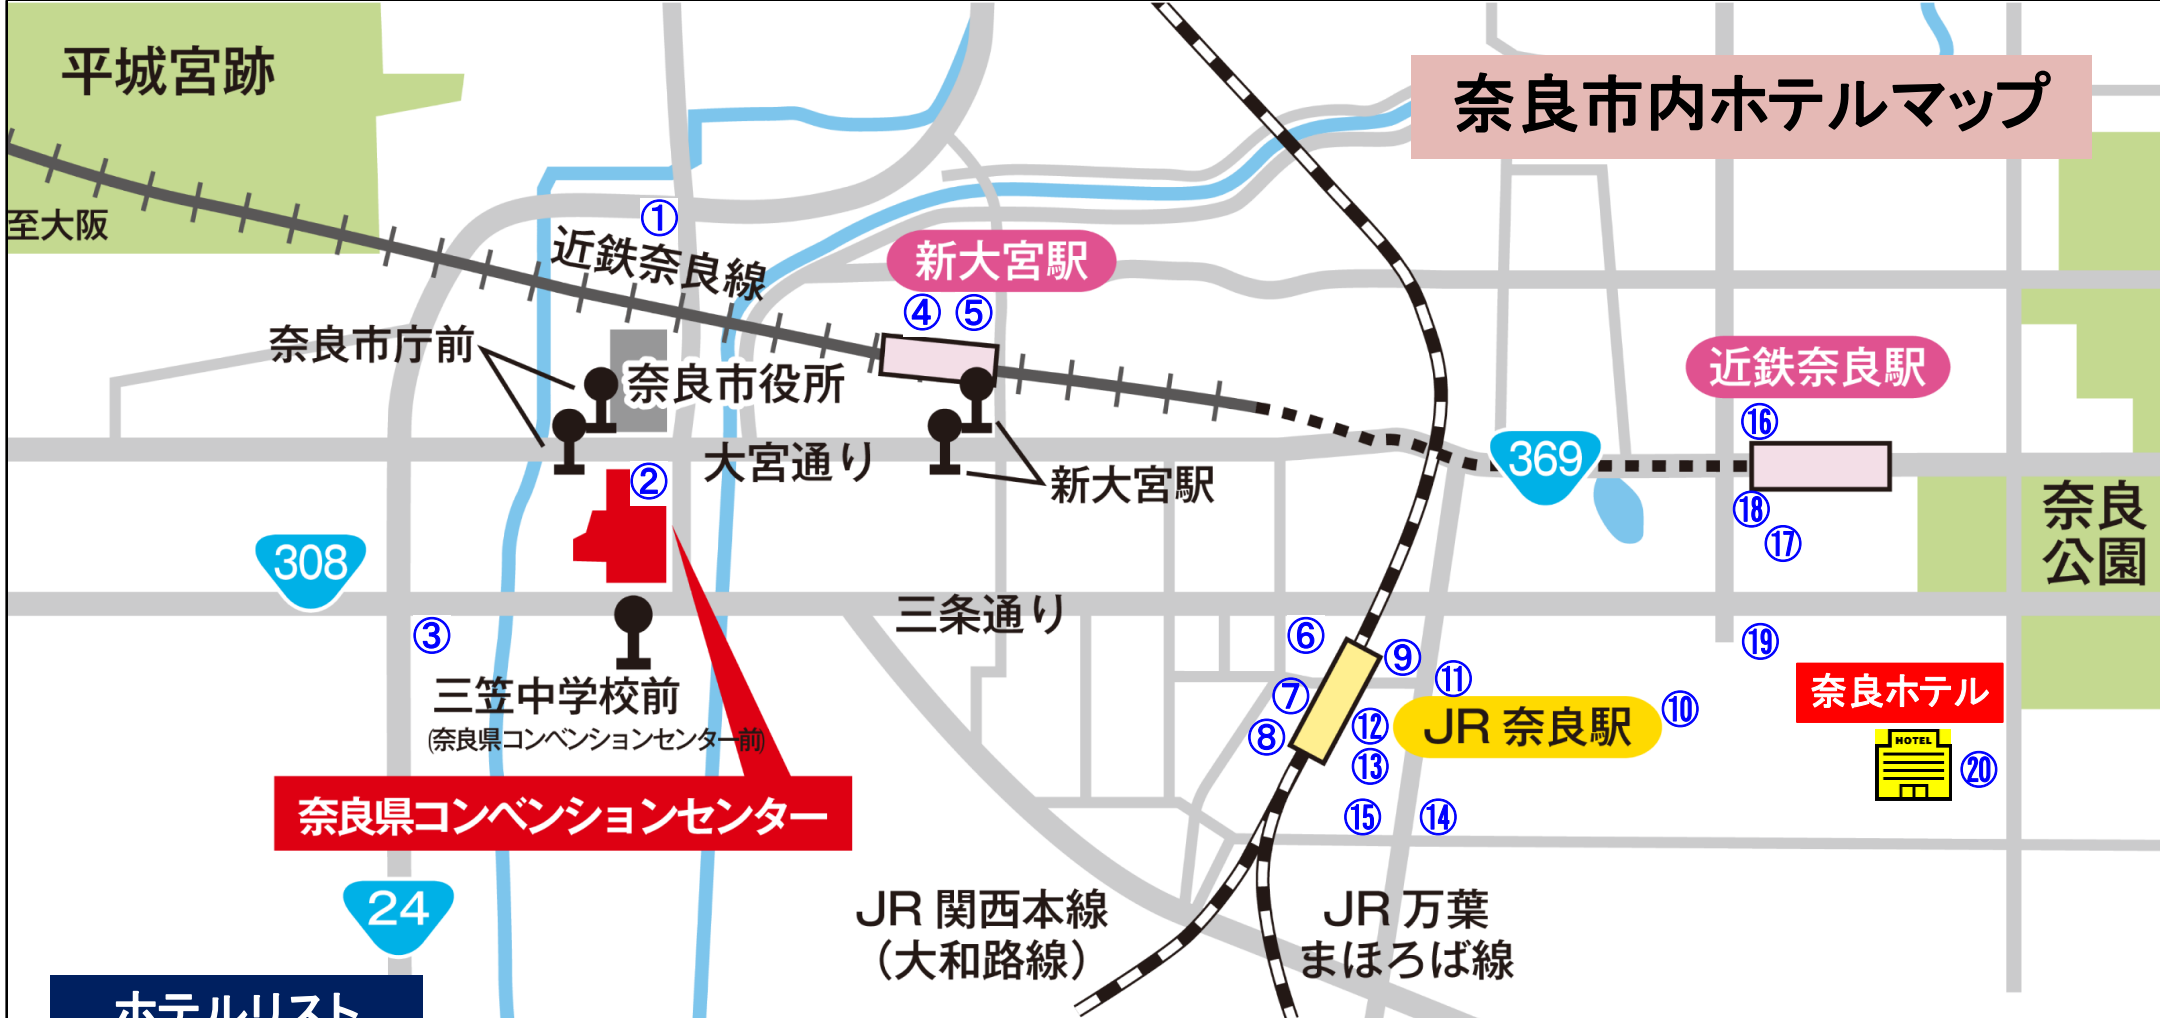 平城宮跡
奈良市内ホテルマップ
至大阪
①
近鉄奈良線
新大宮駅
④ ⑤
奈良市庁前
奈良市役所
近鉄奈良駅
⑯
大宮通り
369
②
新大宮駅
⑱
⑰
奈良
公園
308
③
三条通り
⑥
⑨
⑲
三笠中学校前
(奈良県コンベンションセンター前)
⑦
⑪
⑧
⑫
JR 奈良駅
⑩
奈良ホテル
HOTEL
⑳
⑬
奈良県コンベンションセンター
⑮
⑭
24
JR 関西本線
(大和路線)
JR 万葉
まほろば線
ホテルリスト